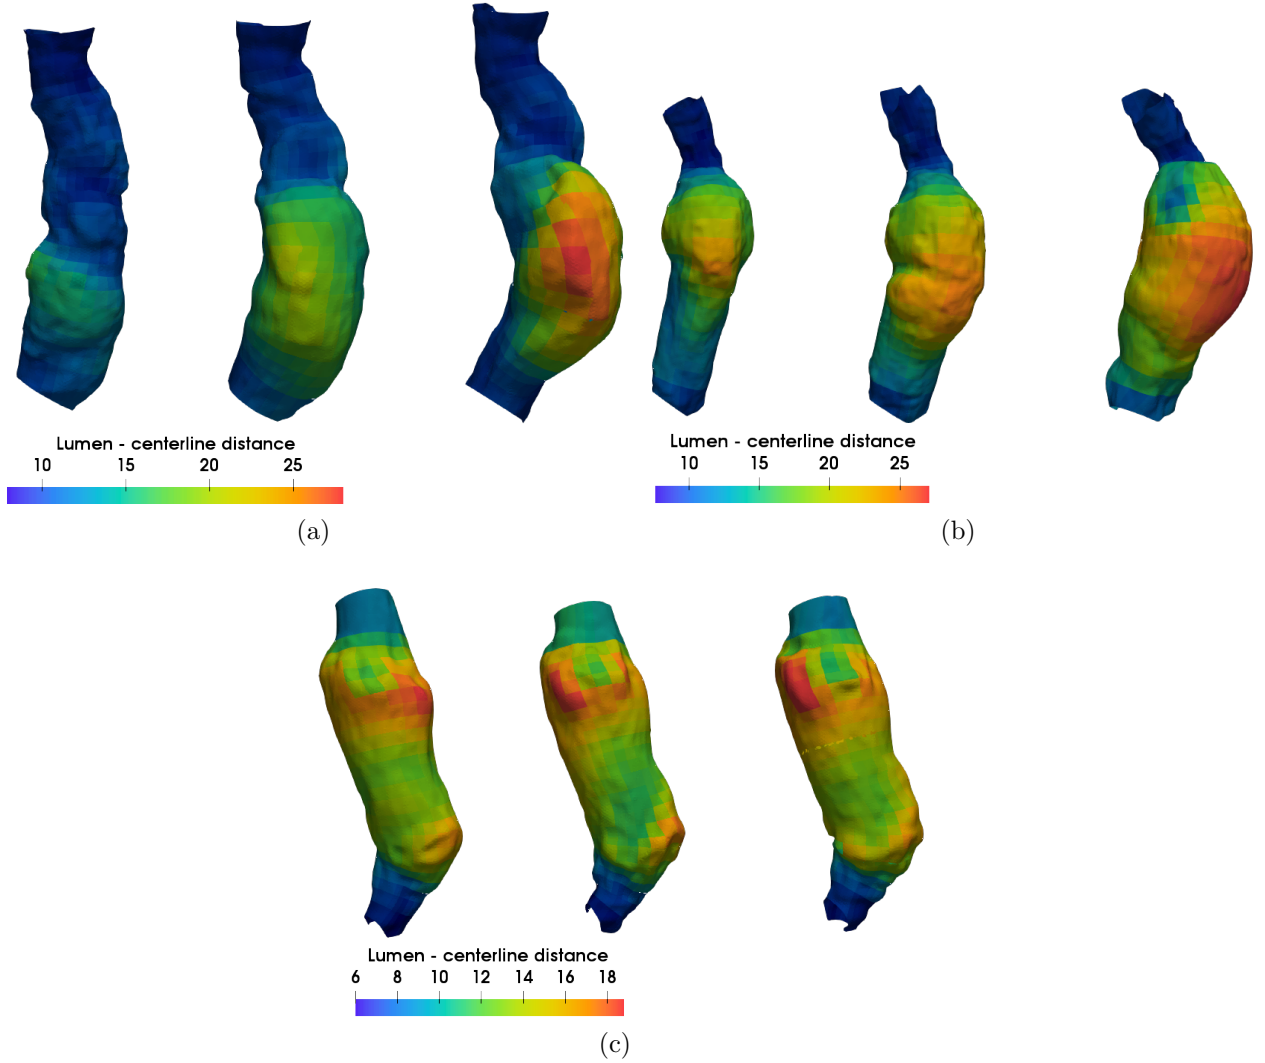 Lumen - centerline distance
10 15 20 25
(a)
Lumen - centerline distance
10 15 20 25
(b)
Lumen - centerline distance
6 8 10 12 14 16 18
(c)